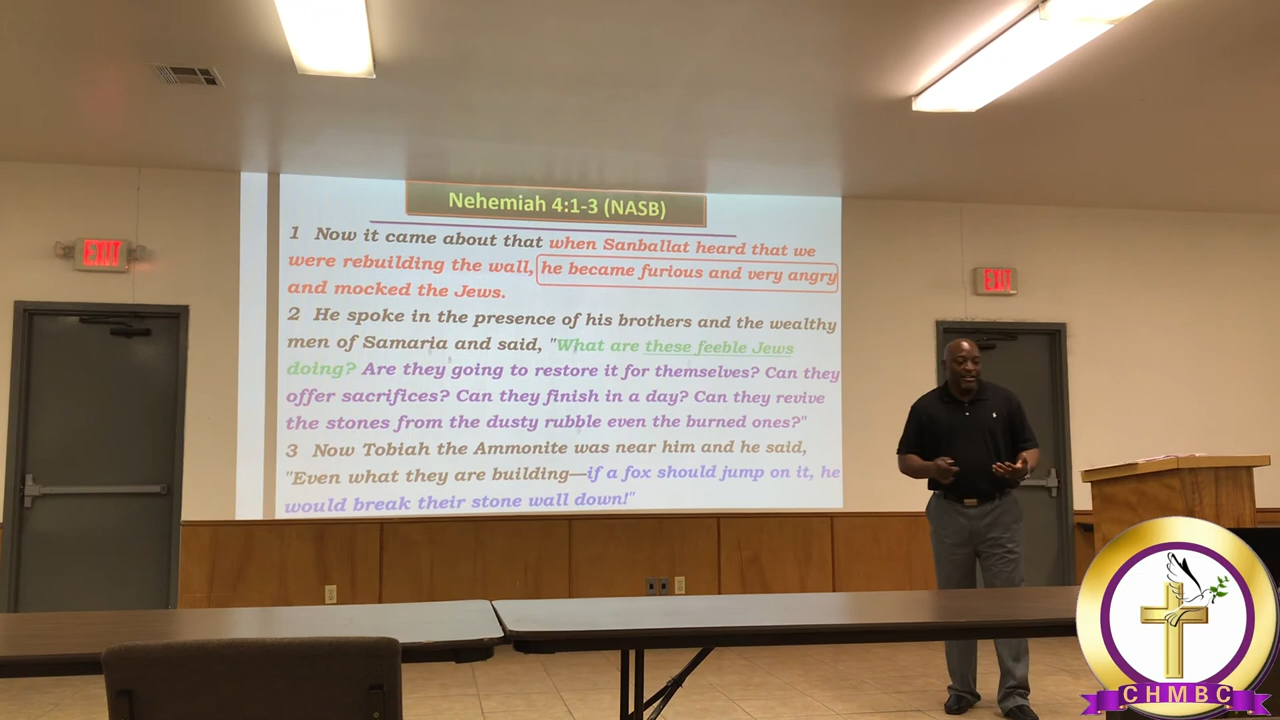 Nehemiah 4:1-3 (NASB)
1 Now it came about that when Sanballat heard that we
were rebuilding the wall, he became furious and very angry
and mocked the Jews.
2 He spoke in the presence of his brothers and the wealthy
men of Samaria and said, "What are these feeble Jews
doing? Are they going to restore it for themselves? Can they
offer sacrifices? Can they finish in a day? Can they revive
the stones from the dusty rubble even the burned ones?"
3 Now Tobiah the Ammonite was near him and he said,
"Even what they are building—if a fox should jump on it, he
would break their stone wall down!"
EXIT
EXIT
CHMBC